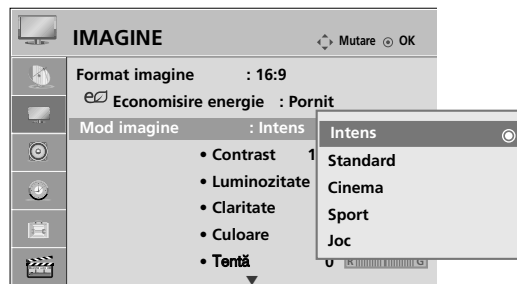 IMAGINE
Mutare OK
Format imagine : 16:9
Economisire energie : Pornit
Mod imagine : Intens
• Contrast 1
• Luminozitate
• Claritate
• Culoare
• Tentă 0 R G
Intens
Standard
Cinema
Sport
Joc